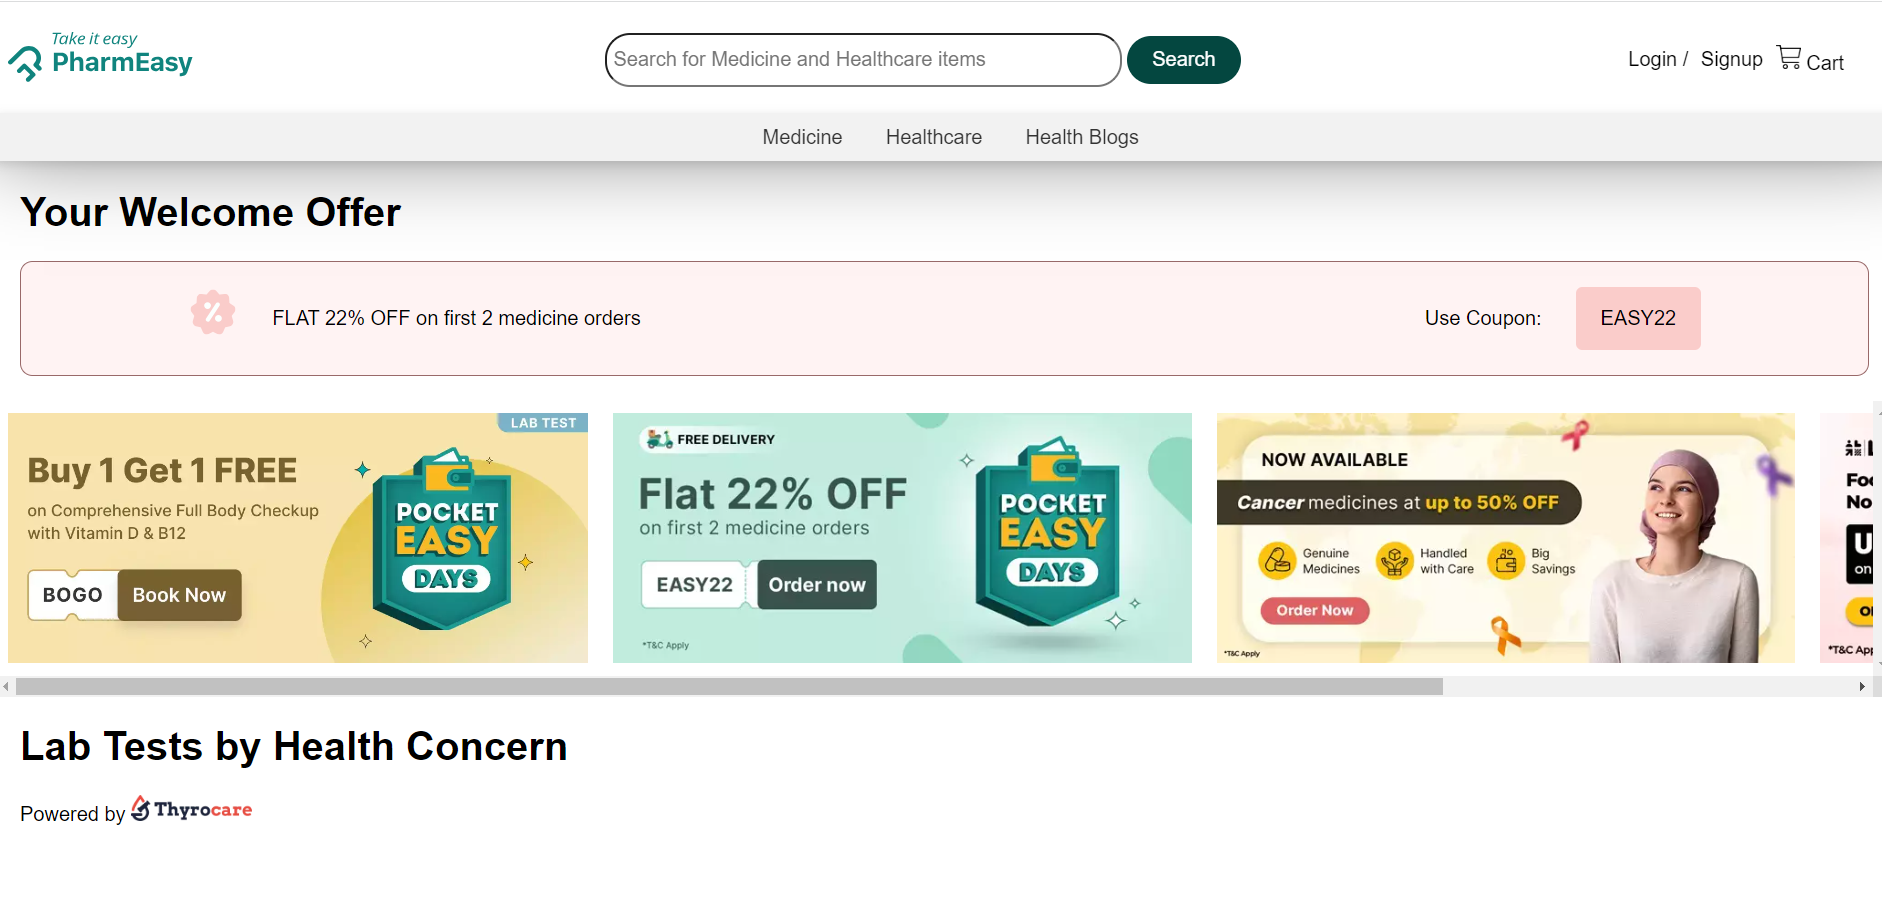 Take it easy
PharmEasy
Search for Medicine and Healthcare items
Search
Login / Signup Cart
Medicine Healthcare Health Blogs
Your Welcome Offer
FLAT 22% OFF on first 2 medicine orders
Use Coupon: EASY22
LAB TEST
Buy 1 Get 1 FREE
on Comprehensive Full Body Checkup
with Vitamin D & B12
BOGO Book Now
POCKET
EASY
DAYS
FREE DELIVERY
Flat 22% OFF
on first 2 medicine orders
EASY22 Order now
*T&C Apply
POCKET
EASY
DAYS
NOW AVAILABLE
Cancer medicines at up to 50% OFF
Genuine
Medicines
Handled
with Care
Big
Savings
Order Now
*T&C Apply
No
on
*T&C
Lab Tests by Health Concern
Powered by Thyrocare